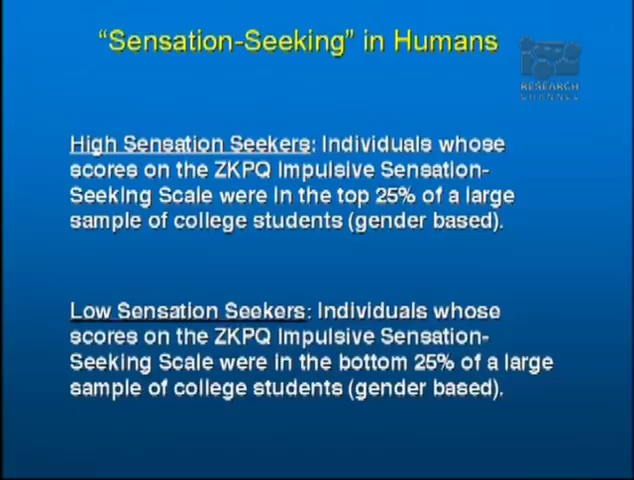 “Sensation-Seeking” in Humans
RESEARCH
CHANNEL
High Sensation Seekers: Individuals whose
scores on the ZKPQ Impulsive Sensation-
Seeking Scale were in the top 25% of a large
sample of college students (gender based).
Low Sensation Seekers: Individuals whose
scores on the ZKPQ Impulsive Sensation-
Seeking Scale were in the bottom 25% of a large
sample of college students (gender based).